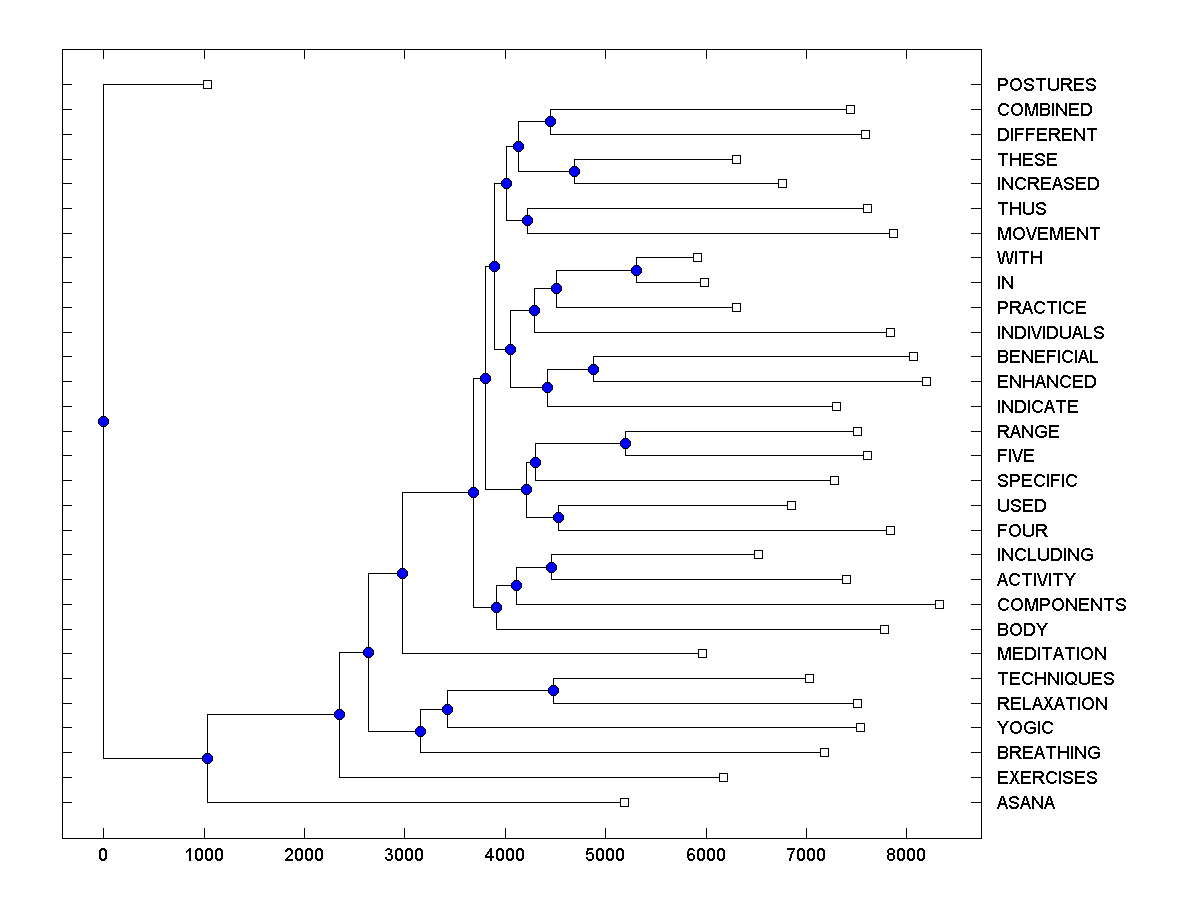 POSTURES
COMBINED
DIFFERENT
THESE
INCREASED
THUS
MOVEMENT
WITH
IN
PRACTICE
INDIVIDUALS
BENEFICIAL
ENHANCED
INDICATE
RANGE
FIVE
SPECIFIC
USED
FOUR
INCLUDING
ACTIVITY
COMPONENTS
BODY
MEDITATION
TECHNIQUES
RELAXATION
YOGIC
BREATHING
EXERCISES
ASANA
0 1000 2000 3000 4000 5000 6000 7000 8000